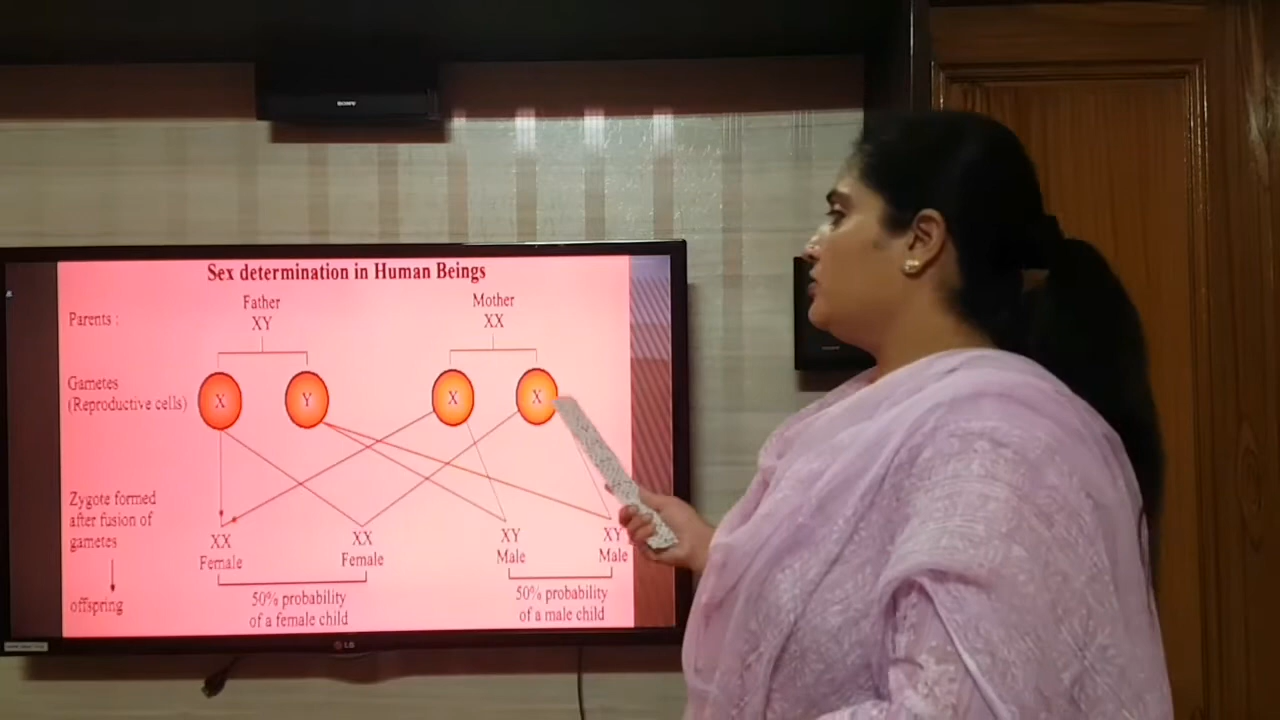 SONY
Sex determination in Human Beings
Father
Mother
Parents :
XY
XX
Gametes
(Reproductive cells)
X
Y
X
X
Zygote formed
after fusion of
gametes
XX
XX
XY
XY
Female
Female
Male
Male
offspring
50% probability
of a female child
50% probability
of a male child
LG